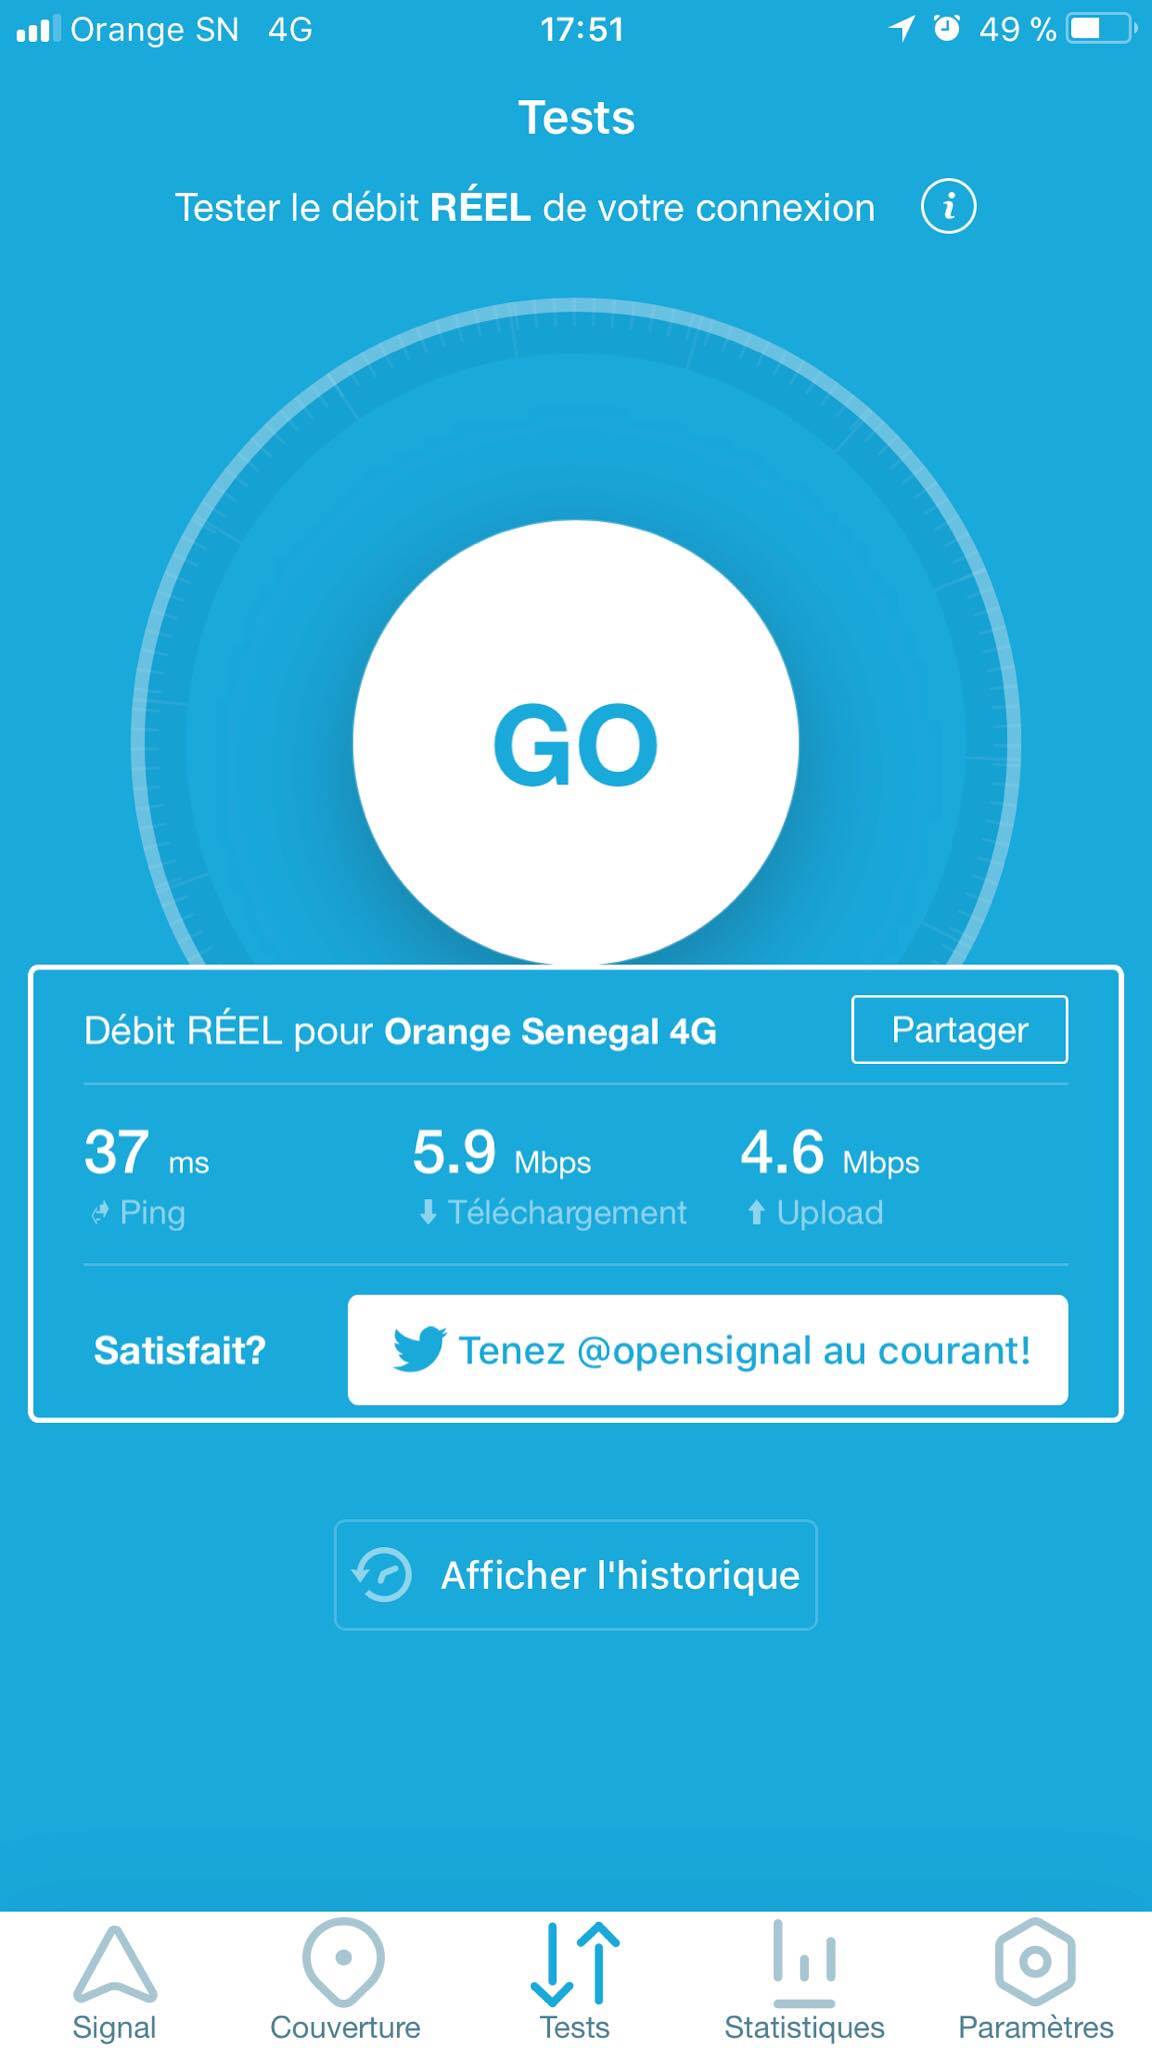 Orange SN 4G 17:51 49 %
Tests
Tester le débit RÉEL de votre connexion i
GO
Débit RÉEL pour Orange Senegal 4G Partager
37 ms 5.9 Mbps 4.6 Mbps
Ping Téléchargement Upload
Satisfait? Tenez @opensignal au courant!
Afficher l'historique
Signal Couverture Tests Statistiques Paramètres